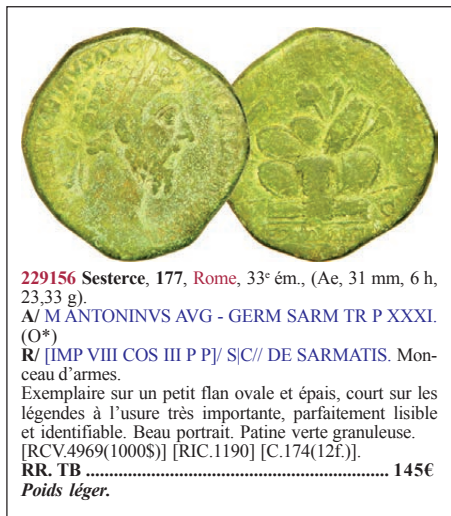 229156 Sesterce, 177, Rome, 33e ém., (Ae, 31 mm, 6 h,
23,33 g).
A/ M ANTONINVS AVG - GERM SARM TR P XXXI.
(O*)
R/ [IMP VIII COS III P P]/ S|C// DE SARMATIS. Mon-
ceau d’armes.
Exemplaire sur un petit flan ovale et épais, court sur les
légendes à l’usure très importante, parfaitement lisible
et identifiable. Beau portrait. Patine verte granuleuse.
[RCV.4969(1000$)] [RIC.1190] [C.174(12f.)].
RR. TB ................................................................ 145€
Poids léger.